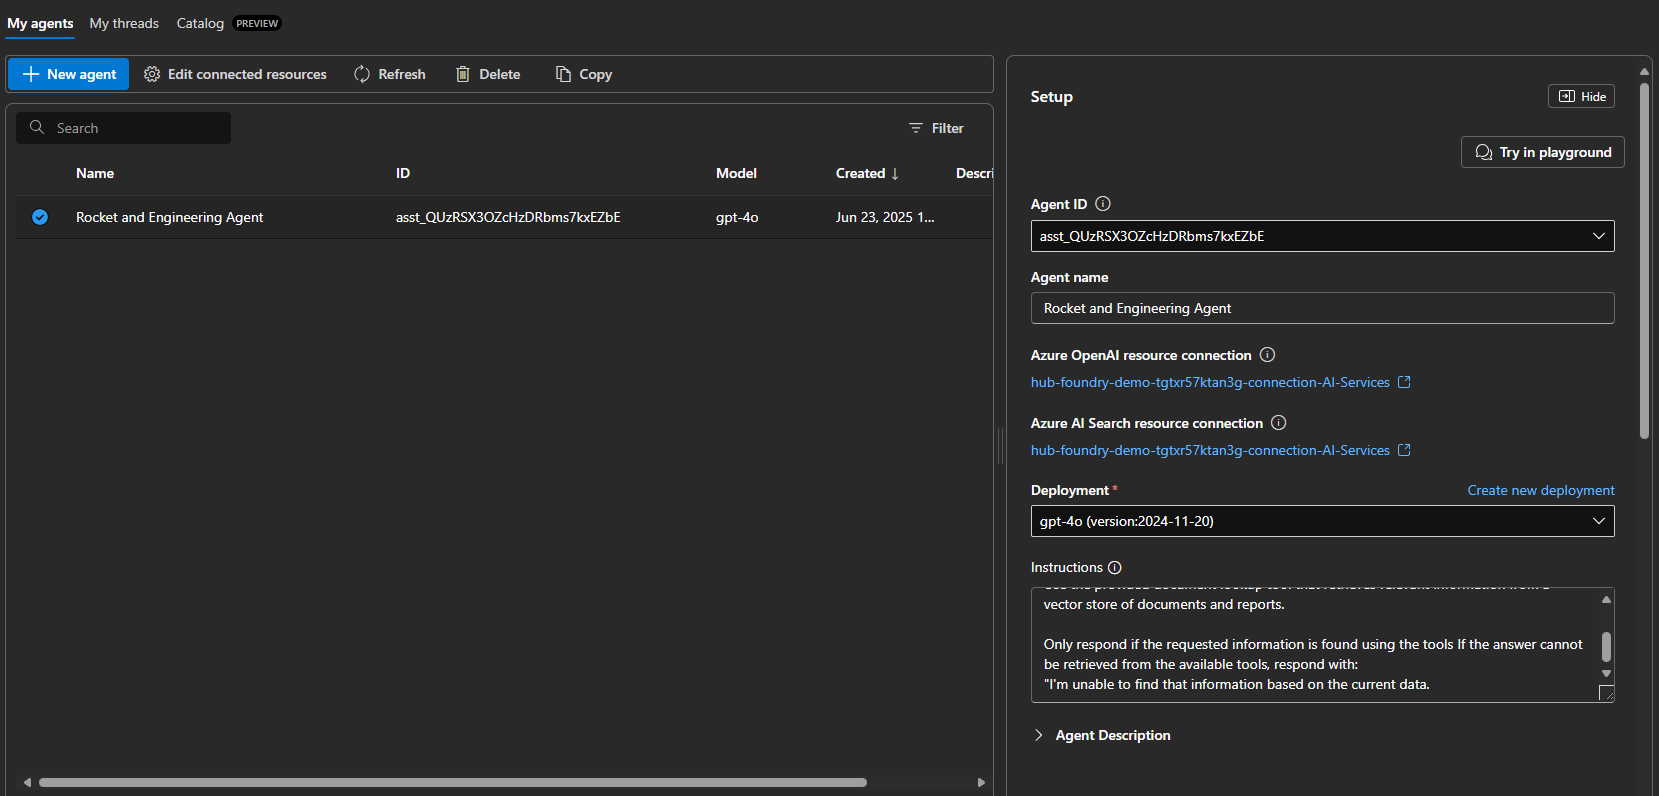 My agents My threads Catalog PREVIEW
New agent Edit connected resources Refresh Delete Copy
Search Filter
Name ID Model Created ↓ Descri
Rocket and Engineering Agent asst_QUzRSX3OZcHzDRbms7kxEZbE gpt-4o Jun 23, 2025 1...
Setup Hide
Try in playground
Agent ID
asst_QUzRSX3OZcHzDRbms7kxEZbE
Agent name
Rocket and Engineering Agent
Azure OpenAI resource connection
hub-foundry-demo-tgtxr57ktan3g-connection-AI-Services
Azure AI Search resource connection
hub-foundry-demo-tgtxr57ktan3g-connection-AI-Services
Deployment * Create new deployment
gpt-4o (version:2024-11-20)
Instructions
vector store of documents and reports.
Only respond if the requested information is found using the tools If the answer cannot
be retrieved from the available tools, respond with:
"I'm unable to find that information based on the current data.
Agent Description